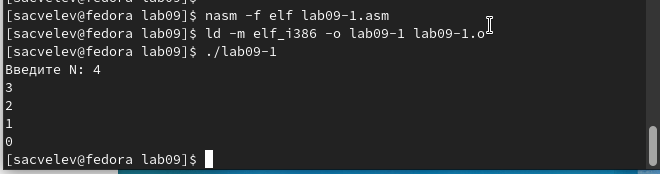 [sacvelev@fedora lab09]$ nasm -f elf lab09-1.asm
[sacvelev@fedora lab09]$ ld -m elf_i386 -o lab09-1 lab09-1.o
[sacvelev@fedora lab09]$ ./lab09-1
Введите N: 4
3
2
1
0
[sacvelev@fedora lab09]$